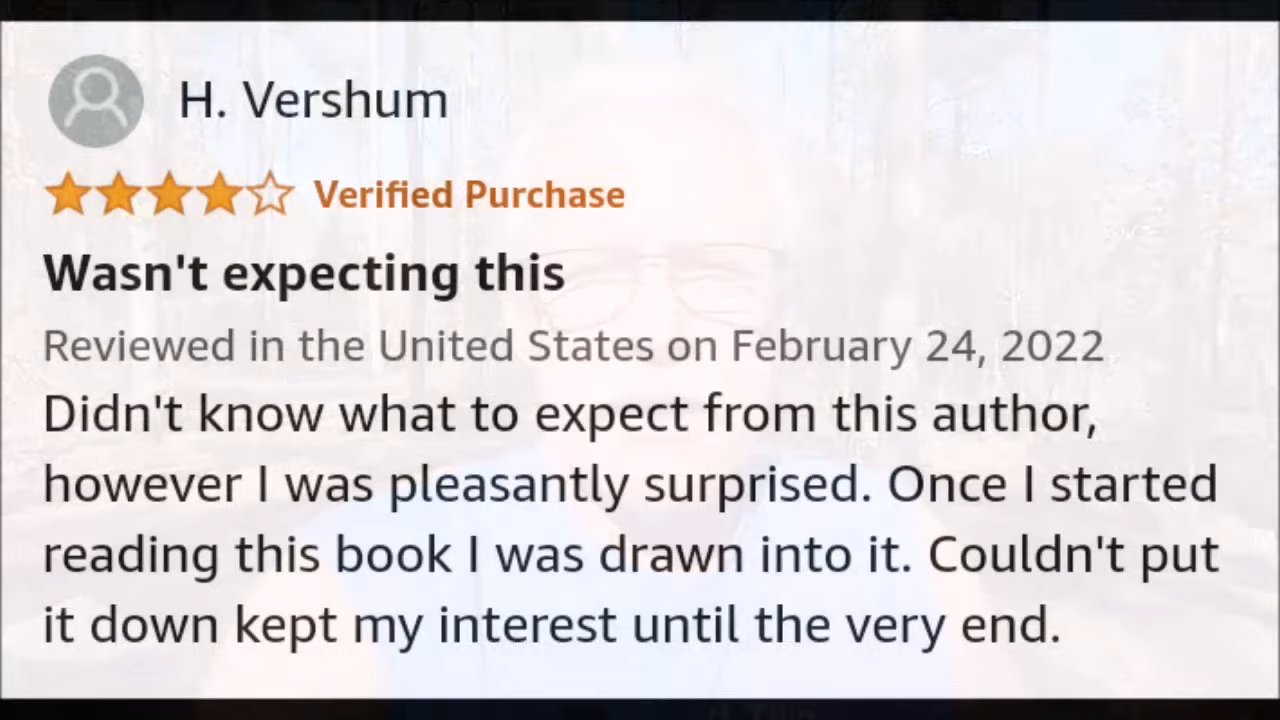 H. Vershum
Verified Purchase
Wasn't expecting this
Reviewed in the United States on February 24, 2022
Didn't know what to expect from this author,
however I was pleasantly surprised. Once I started
reading this book I was drawn into it. Couldn't put
it down kept my interest until the very end.